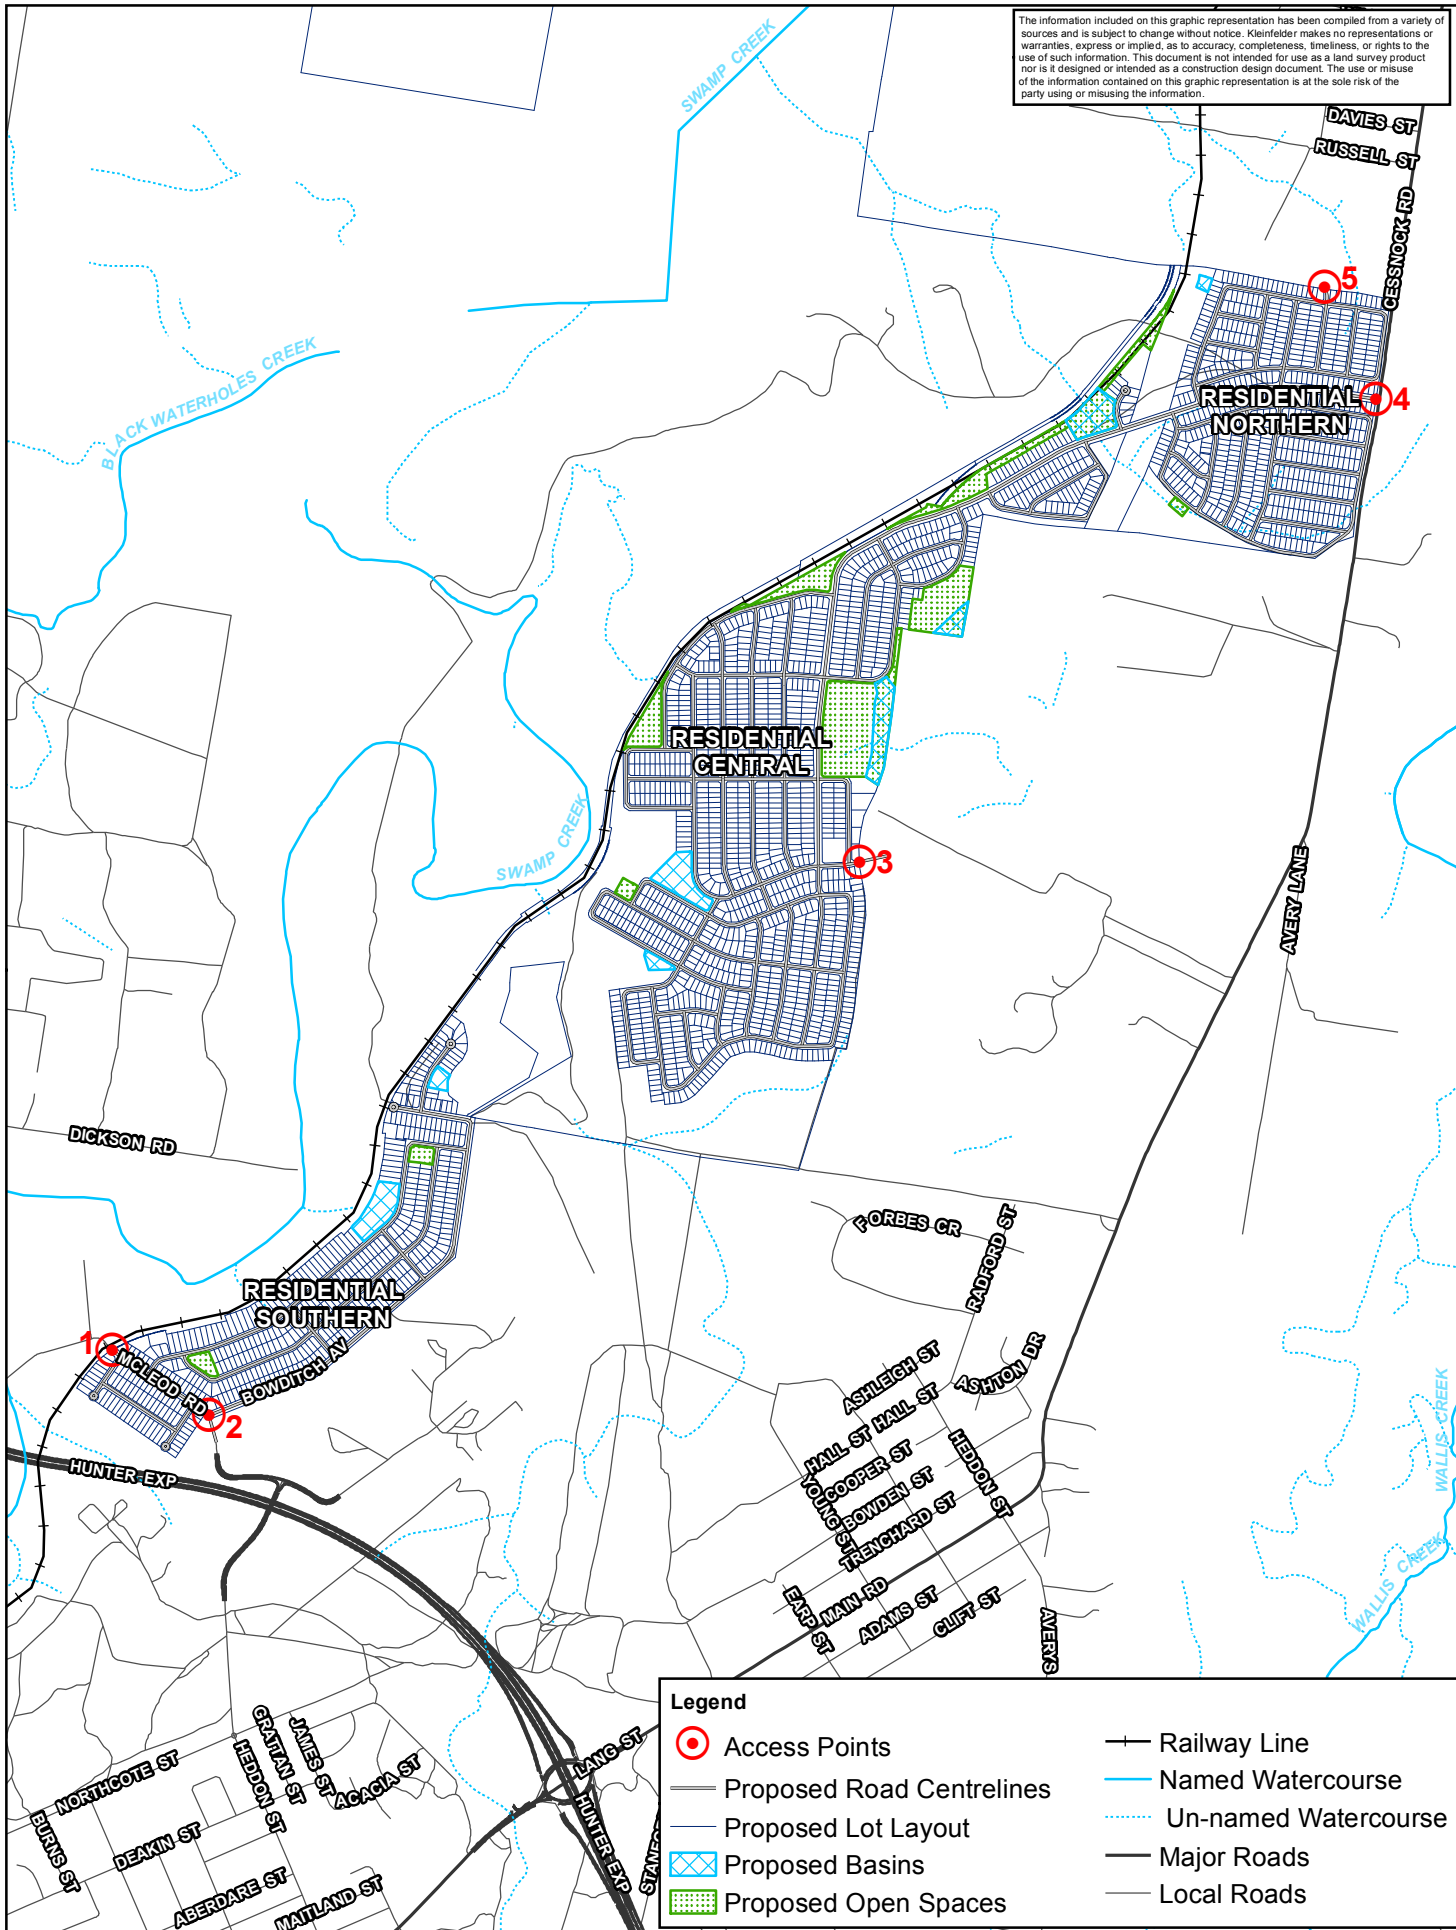 The information included on this graphic representation has been compiled from a variety of
sources and is subject to change without notice. Kleinfelder makes no representations or
warranties, express or implied, as to accuracy, completeness, timeliness, or rights to the
use of such information. This document is not intended for use as a land survey product
nor is it designed or intended as a construction design document. The use or misuse
of the information contained on this graphic representation is at the sole risk of the
party using or misusing the information.
SWAMP CREEK
DAVIES ST
RUSSELL ST
CESSNOCK RD
5
BLACK WATERHOLES CREEK
RESIDENTIAL
NORTHERN
4
RESIDENTIAL
CENTRAL
SWAMP CREEK
3
AVERY LANE
DICKSON RD
FORBES CR
RADFORD ST
RESIDENTIAL
SOUTHERN
1
MCLEOD RD
BOWDITCH AV
2
HUNTER EXP
ASHLEIGH ST
ASHTON DR
HALL ST
HALL ST
COOPER ST
YOUNG ST
BOWDEN ST
HEDDON ST
TRENCHARD ST
WALLIS CREEK
WALLIS CREEK
EARP ST
MAIN RD
ADAMS ST
CLIFT ST
AVERYS
NORTHCOTE ST
GRATTAN ST
JAMES ST
HEDDON ST
ACACIA ST
LANG ST
HUNTER EXP
BURNS ST
DEAKIN ST
ABERDARE ST
MAITLAND ST
STANFO
Legend
Access Points
Proposed Road Centrelines
Proposed Lot Layout
Proposed Basins
Proposed Open Spaces
Railway Line
Named Watercourse
Un-named Watercourse
Major Roads
Local Roads